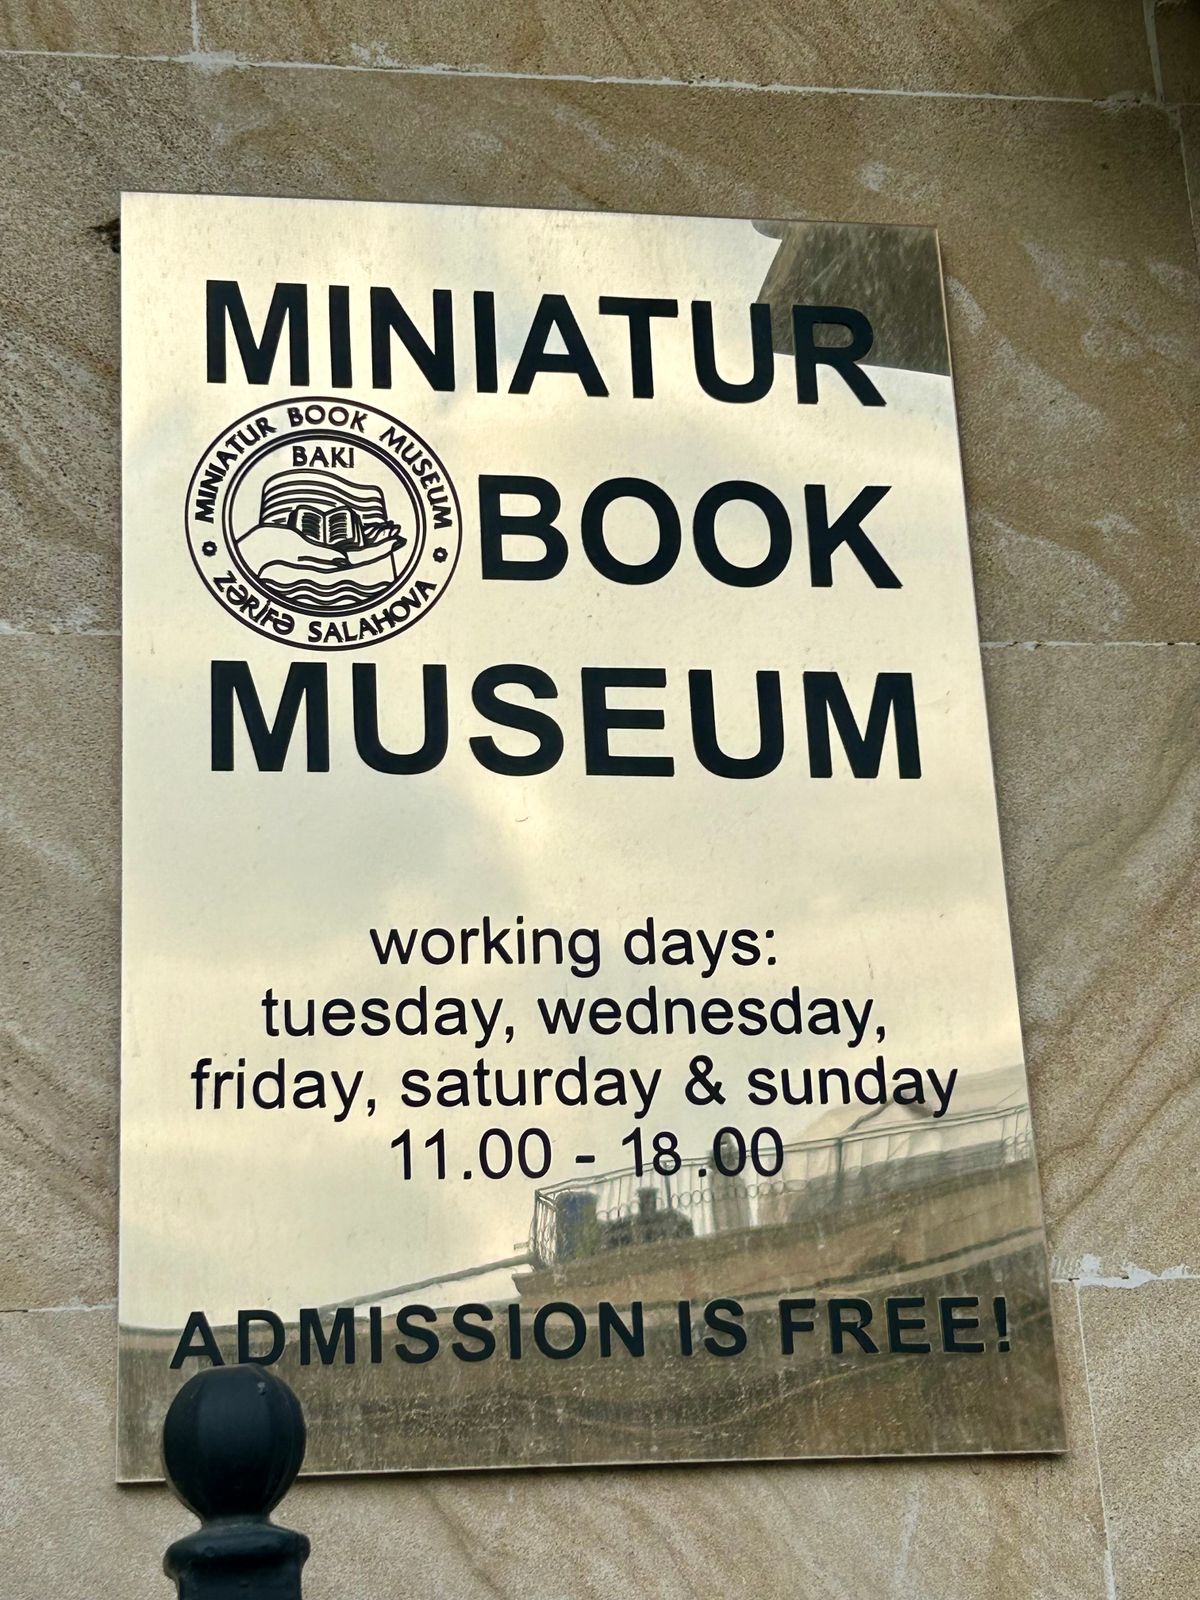 MINIATUR
MINIATUR BOOK MUSEUM
BAKI
ZƏRİFƏ SALAHOVA
BOOK
MUSEUM
working days:
tuesday, wednesday,
friday, saturday & sunday
11.00 - 18.00
ADMISSION IS FREE!